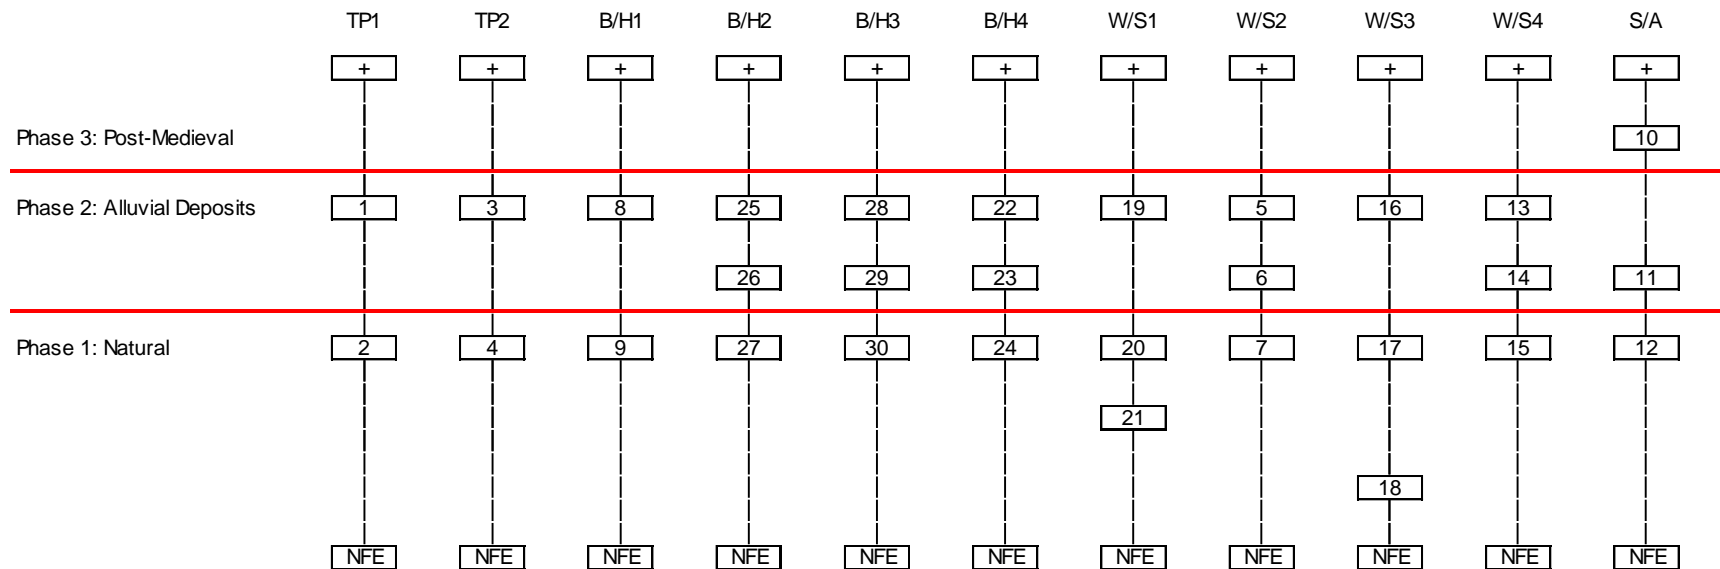 TP1 TP2 B/H1 B/H2 B/H3 B/H4 W/S1 W/S2 W/S3 W/S4 S/A
+ + + + + + + + + + +
Phase 3: Post-Medieval 10
Phase 2: Alluvial Deposits 1 3 8 25 28 22 19 5 16 13
26 29 23 6 14 11
Phase 1: Natural 2 4 9 27 30 24 20 7 17 15 12
21
18
NFE NFE NFE NFE NFE NFE NFE NFE NFE NFE NFE